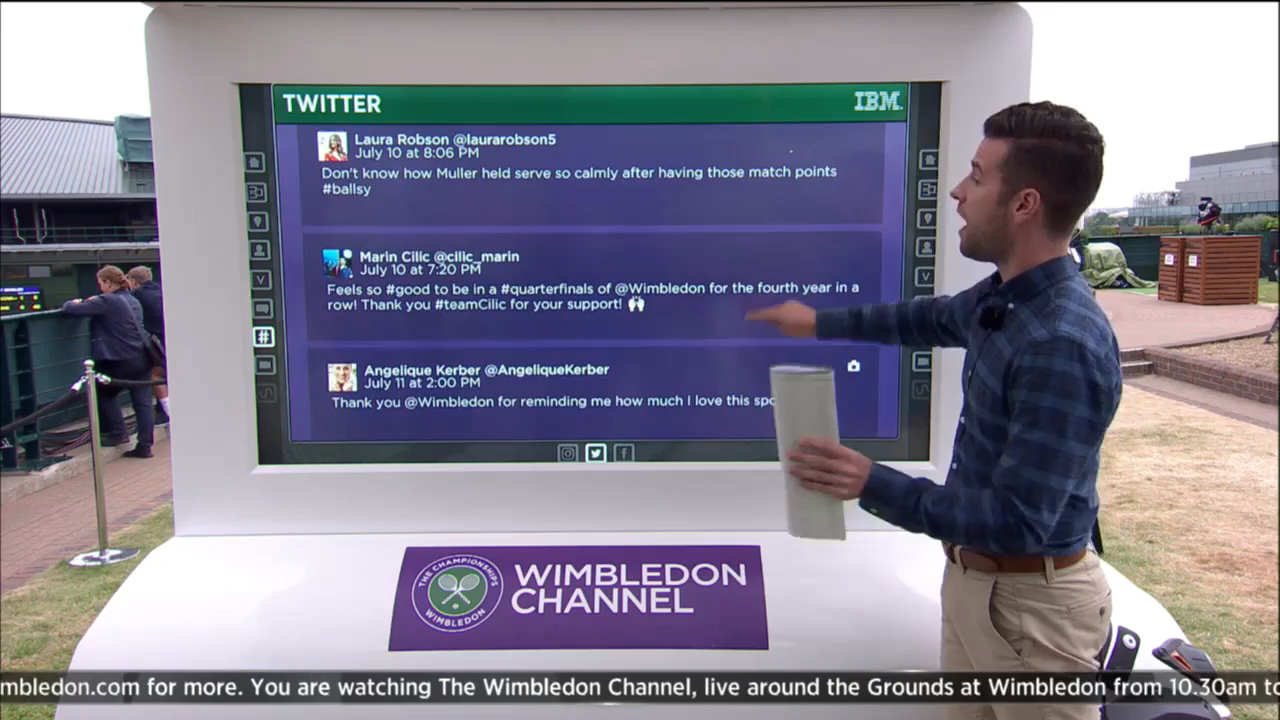 TWITTER
IBM.
Laura Robson @laurarobson5
July 10 at 8:06 PM
Don't know how Muller held serve so calmly after having those match points
#ballsy
Marin Cilic @cilic_marin
July 10 at 7:20 PM
Feels so #good to be in a #quarterfinals of @Wimbledon for the fourth year in a
row! Thank you #teamCilic for your support! 🙌
Angelique Kerber @AngeliqueKerber
July 11 at 2:00 PM
Thank you @Wimbledon for reminding me how much I love this spo
THE CHAMPIONSHIPS
WIMBLEDON
WIMBLEDON
CHANNEL
mbledon.com for more. You are watching The Wimbledon Channel, live around the Grounds at Wimbledon from 10.30am to